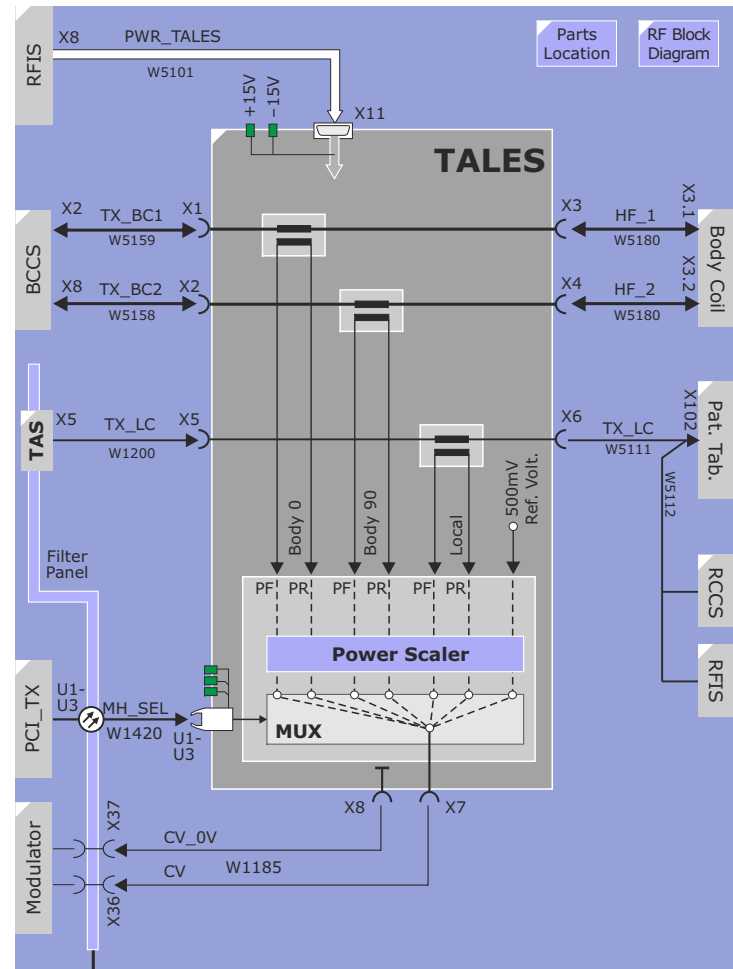 RFIS
X8
PWR_TALES
W5101
Parts
Location
RF Block
Diagram
+15V
-15V
X11
TALES
BCCS
X2
TX_BC1
X1
W5159
X3
HF_1
X3.1
W5180
X8
TX_BC2
X2
W5158
X4
HF_2
X3.2
W5180
Body Coil
TAS
X5
TX_LC
X5
W1200
X6
TX_LC
X102
W5111
Pat. Tab.
W5112
RCCS
RFIS
Body 0
Body 90
Local
500mV
Ref. Volt.
Filter
Panel
PF PR PF PR PF PR
Power Scaler
MUX
PCI_TX
U1-
U3
MH_SEL
W1420
U1-
U3
X8
X7
Modulator
X37
CV_0V
W1185
CV
X36